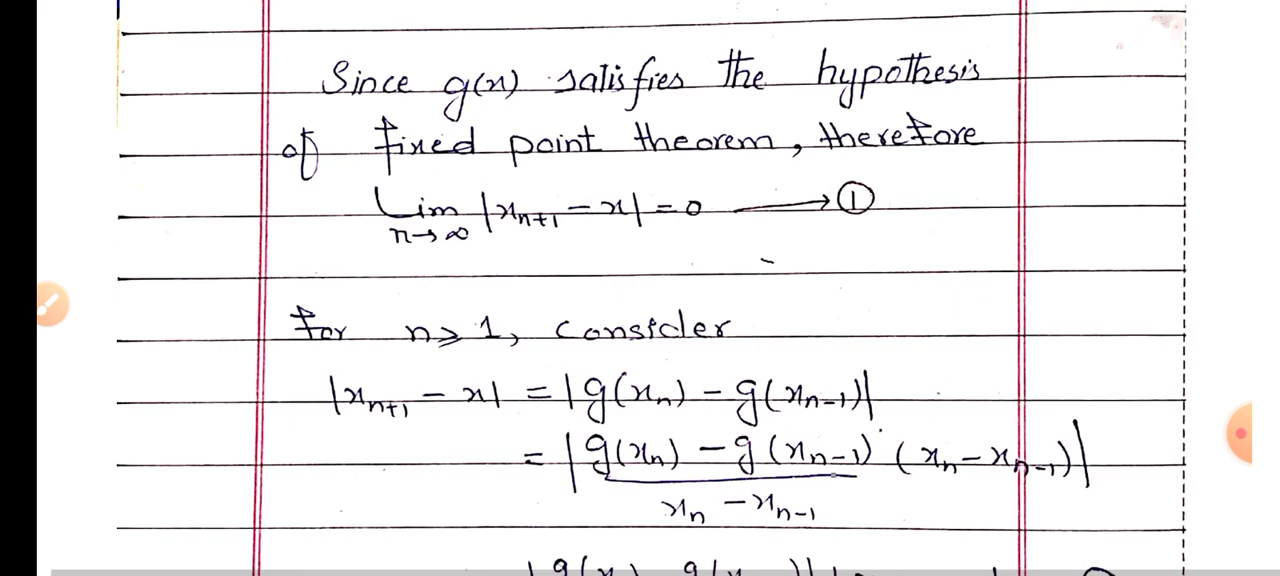 Since g(x) satisfies the hypothesis
of fixed point theorem, therefore
Lim |xn+1 − x| = 0 ⟶ ①
n→∞
for n ≥ 1, consider
|xn+1 − x| = |g(xn) − g(xn−1)|
= |g(xn) − g(xn−1) (xn − xn−1)|
xn − xn−1